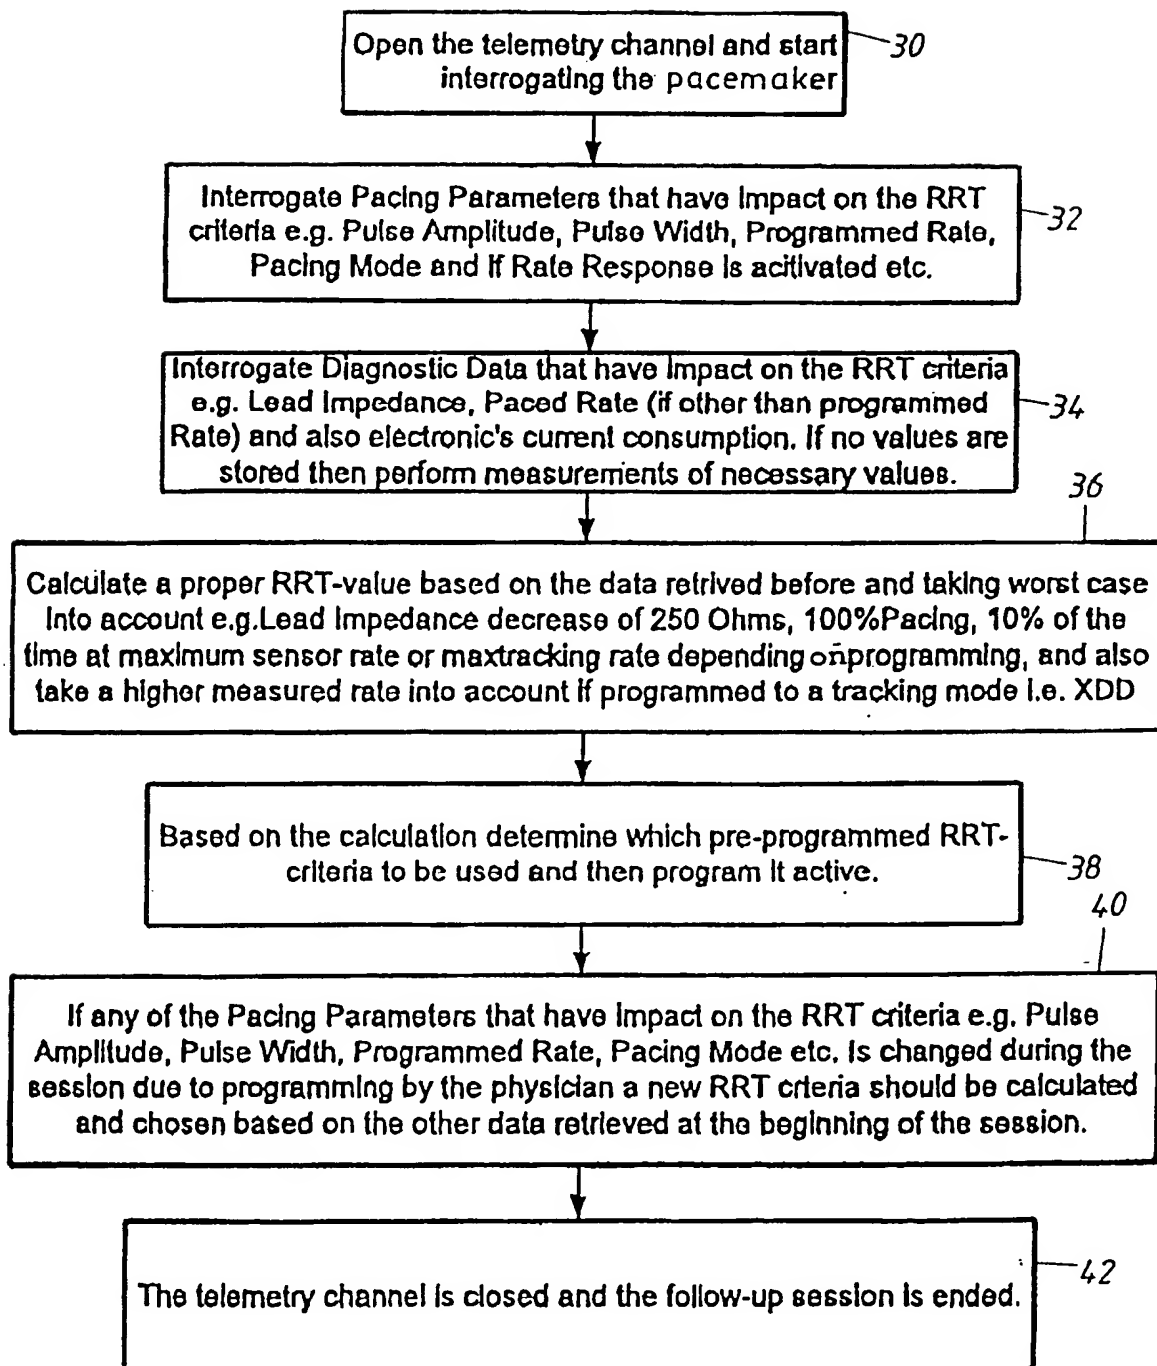 Open the telemetry channel and start
interrogating the pacemaker
30
Interrogate Pacing Parameters that have impact on the RRT
criteria e.g. Pulse Amplitude, Pulse Width, Programmed Rate,
Pacing Mode and if Rate Response is acitivated etc.
32
Interrogate Diagnostic Data that have impact on the RRT criteria
e.g. Lead Impedance, Paced Rate (if other than programmed
Rate) and also electronic's current consumption. If no values are
stored then perform measurements of necessary values.
34
36
Calculate a proper RRT-value based on the data retrived before and taking worst case
into account e.g.Lead Impedance decrease of 250 Ohms, 100%Pacing, 10% of the
time at maximum sensor rate or maxtracking rate depending onprogramming, and also
take a higher measured rate into account if programmed to a tracking mode i.e. XDD
Based on the calculation determine which pre-programmed RRT-
criteria to be used and then program it active.
38
40
If any of the Pacing Parameters that have impact on the RRT criteria e.g. Pulse
Amplitude, Pulse Width, Programmed Rate, Pacing Mode etc. is changed during the
session due to programming by the physician a new RRT crteria should be calculated
and chosen based on the other data retrieved at the beginning of the session.
The telemetry channel is closed and the follow-up session is ended.
42